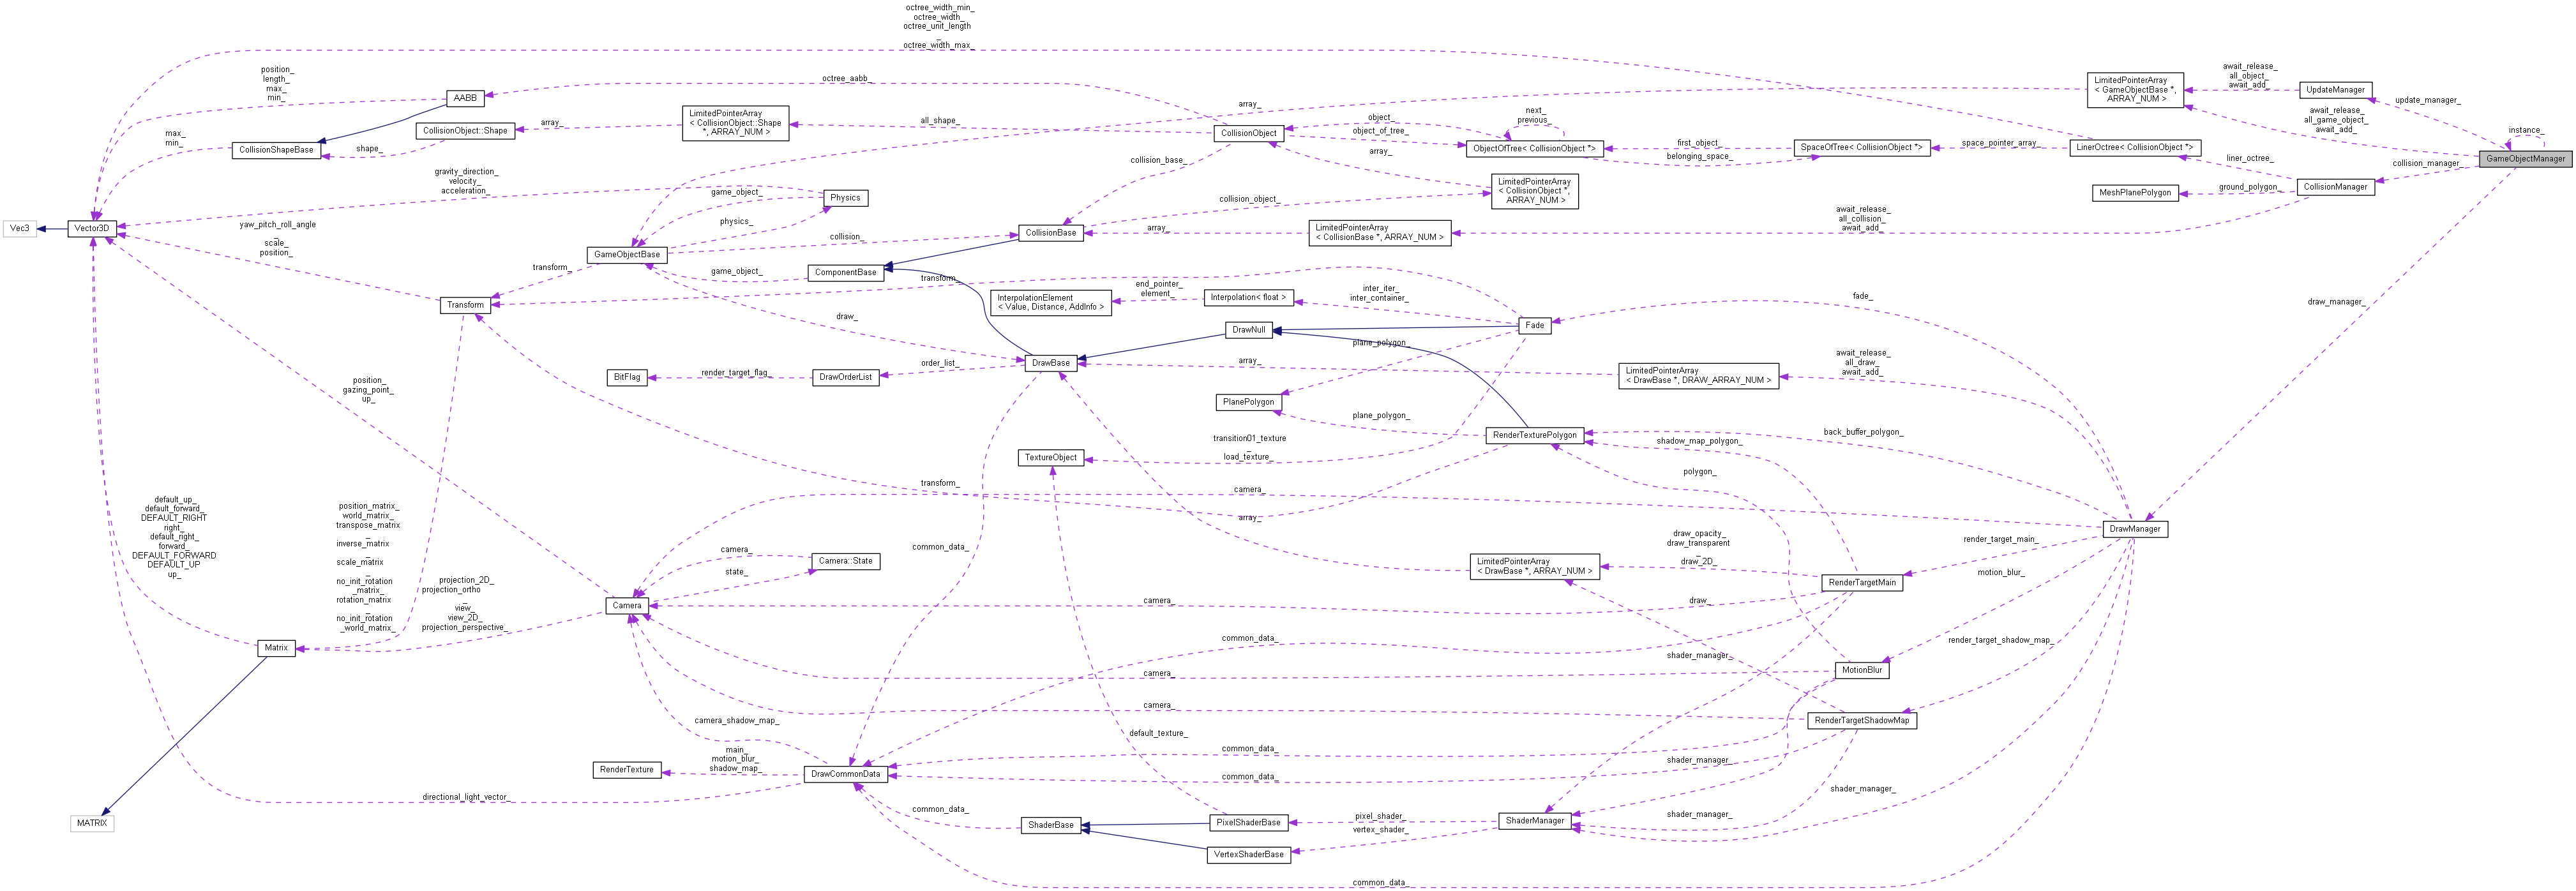 octree_width_min_
octree_width_
octree_unit_length
_
octree_width_max_
position_
length_
max_
min_
AABB
octree_aabb_
max_
min_
CollisionShapeBase
CollisionObject::Shape
shape_
array_
LimitedPointerArray
< CollisionObject::Shape
*, ARRAY_NUM >
all_shape_
array_
CollisionObject
object_
object_of_tree_
next_
previous_
ObjectOfTree< CollisionObject *>
first_object_
belonging_space_
SpaceOfTree< CollisionObject *>
space_pointer_array_
LinerOctree< CollisionObject *>
LimitedPointerArray
< GameObjectBase *,
ARRAY_NUM >
await_release_
all_object_
await_add_
UpdateManager
update_manager_
await_release_
all_game_object_
await_add_
instance_
GameObjectManager
liner_octree_
collision_manager_
MeshPlanePolygon
ground_polygon_
CollisionManager
gravity_direction_
velocity_
acceleration_
game_object_
Physics
physics_
collision_base_
array_
collision_object_
LimitedPointerArray
< CollisionObject *,
ARRAY_NUM >
await_release_
all_collision_
await_add_
Vec3
Vector3D
yaw_pitch_roll_angle
_
scale_
position_
GameObjectBase
collision_
CollisionBase
array_
LimitedPointerArray
< CollisionBase *, ARRAY_NUM >
transform_
game_object_
ComponentBase
transform_
Transform
InterpolationElement
< Value, Distance, AddInfo >
end_pointer_
element_
Interpolation< float >
inter_iter_
inter_container_
fade_
draw_manager_
draw_
DrawNull
Fade
plane_polygon_
DrawBase
order_list_
array_
BitFlag
render_target_flag_
DrawOrderList
LimitedPointerArray
< DrawBase *, DRAW_ARRAY_NUM >
await_release_
all_draw_
await_add_
position_
gazing_point_
up_
PlanePolygon
plane_polygon_
RenderTexturePolygon
back_buffer_polygon_
shadow_map_polygon_
transition01_texture
_
load_texture_
TextureObject
polygon_
transform_
camera_
default_up_
default_forward_
DEFAULT_RIGHT
right_
default_right_
forward_
DEFAULT_FORWARD
DEFAULT_UP
up_
position_matrix_
world_matrix_
transpose_matrix
_
inverse_matrix
_
scale_matrix
_
no_init_rotation
_matrix_
rotation_matrix
_
no_init_rotation
_world_matrix_
array_
DrawManager
common_data_
camera_
Camera::State
state_
draw_opacity_
draw_transparent
_
draw_2D_
LimitedPointerArray
< DrawBase *, ARRAY_NUM >
render_target_main_
motion_blur_
RenderTargetMain
projection_2D_
projection_ortho
_
view_
view_2D_
projection_perspective_
Camera
camera_
draw_
Matrix
common_data_
render_target_shadow_map_
shader_manager_
camera_
MotionBlur
camera_
RenderTargetShadowMap
camera_shadow_map_
default_texture_
main_
motion_blur_
shadow_map_
common_data_
shader_manager_
RenderTexture
DrawCommonData
common_data_
directional_light_vector_
shader_manager_
common_data_
ShaderBase
PixelShaderBase
pixel_shader_
vertex_shader_
ShaderManager
shader_manager_
MATRIX
VertexShaderBase
common_data_